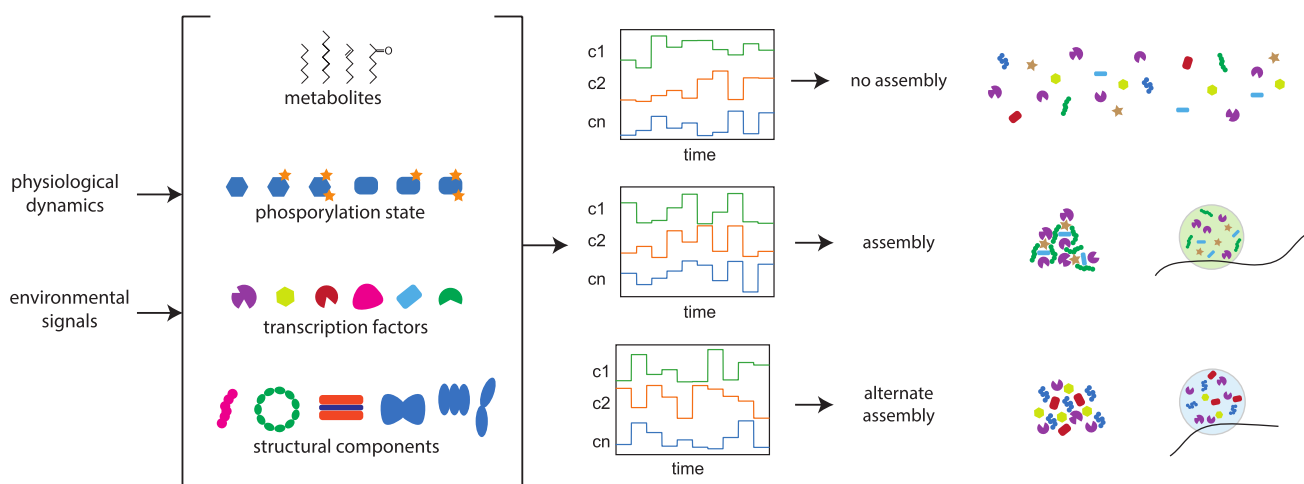 physiological
dynamics
environmental
signals
O
metabolites
phosporylation state
transcription factors
structural components
c1
c2
cn
time
no assembly
c1
c2
cn
time
assembly
c1
c2
cn
time
alternate
assembly